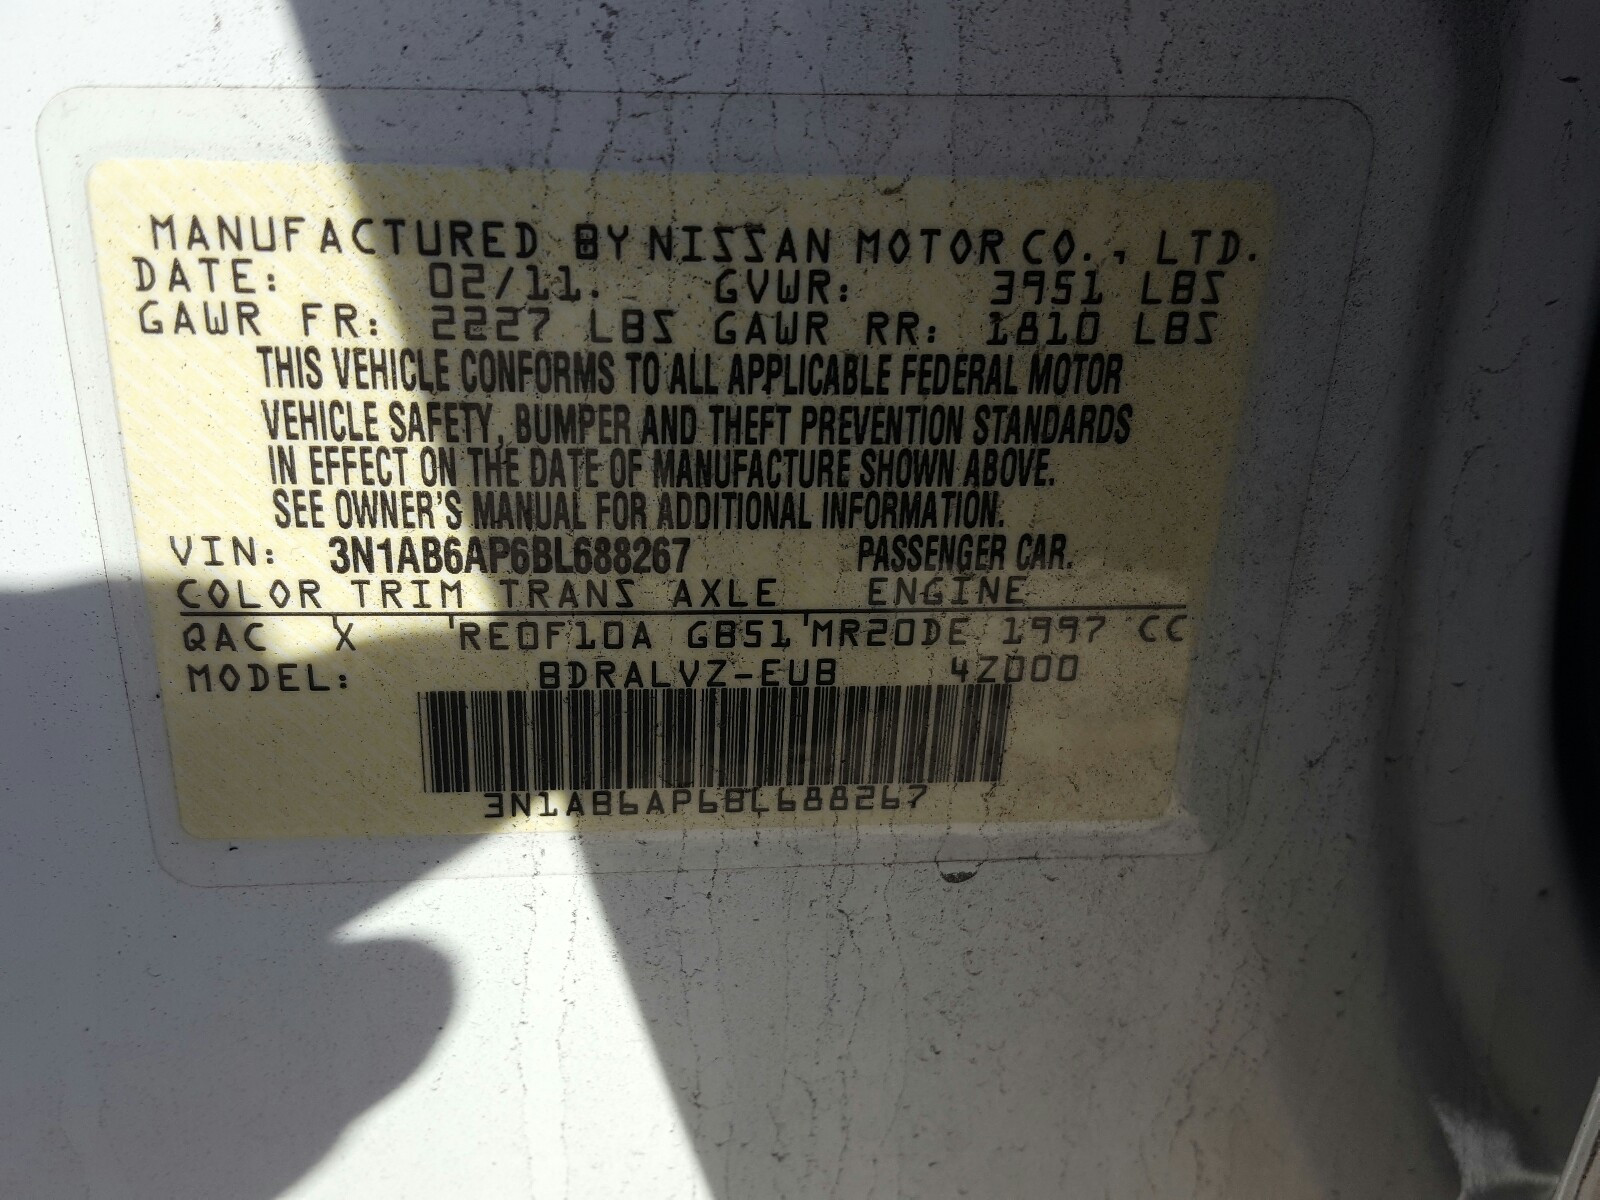 MANUFACTURED BY NISSAN MOTOR CO., LTD.
DATE: 02/11. GVWR: 3951 LBS
GAWR FR: 2227 LBS GAWR RR: 1810 LBS
THIS VEHICLE CONFORMS TO ALL APPLICABLE FEDERAL MOTOR
VEHICLE SAFETY, BUMPER AND THEFT PREVENTION STANDARDS
IN EFFECT ON THE DATE OF MANUFACTURE SHOWN ABOVE.
SEE OWNER'S MANUAL FOR ADDITIONAL INFORMATION.
VIN: 3N1AB6AP6BL688267 PASSENGER CAR.
COLOR TRIM TRANS AXLE ENGINE
QAC X RE0F10A GB51 MR20DE 1997 CC
MODEL: BDRALVZ-EUB 4Z000
3N1AB6AP6BL688267